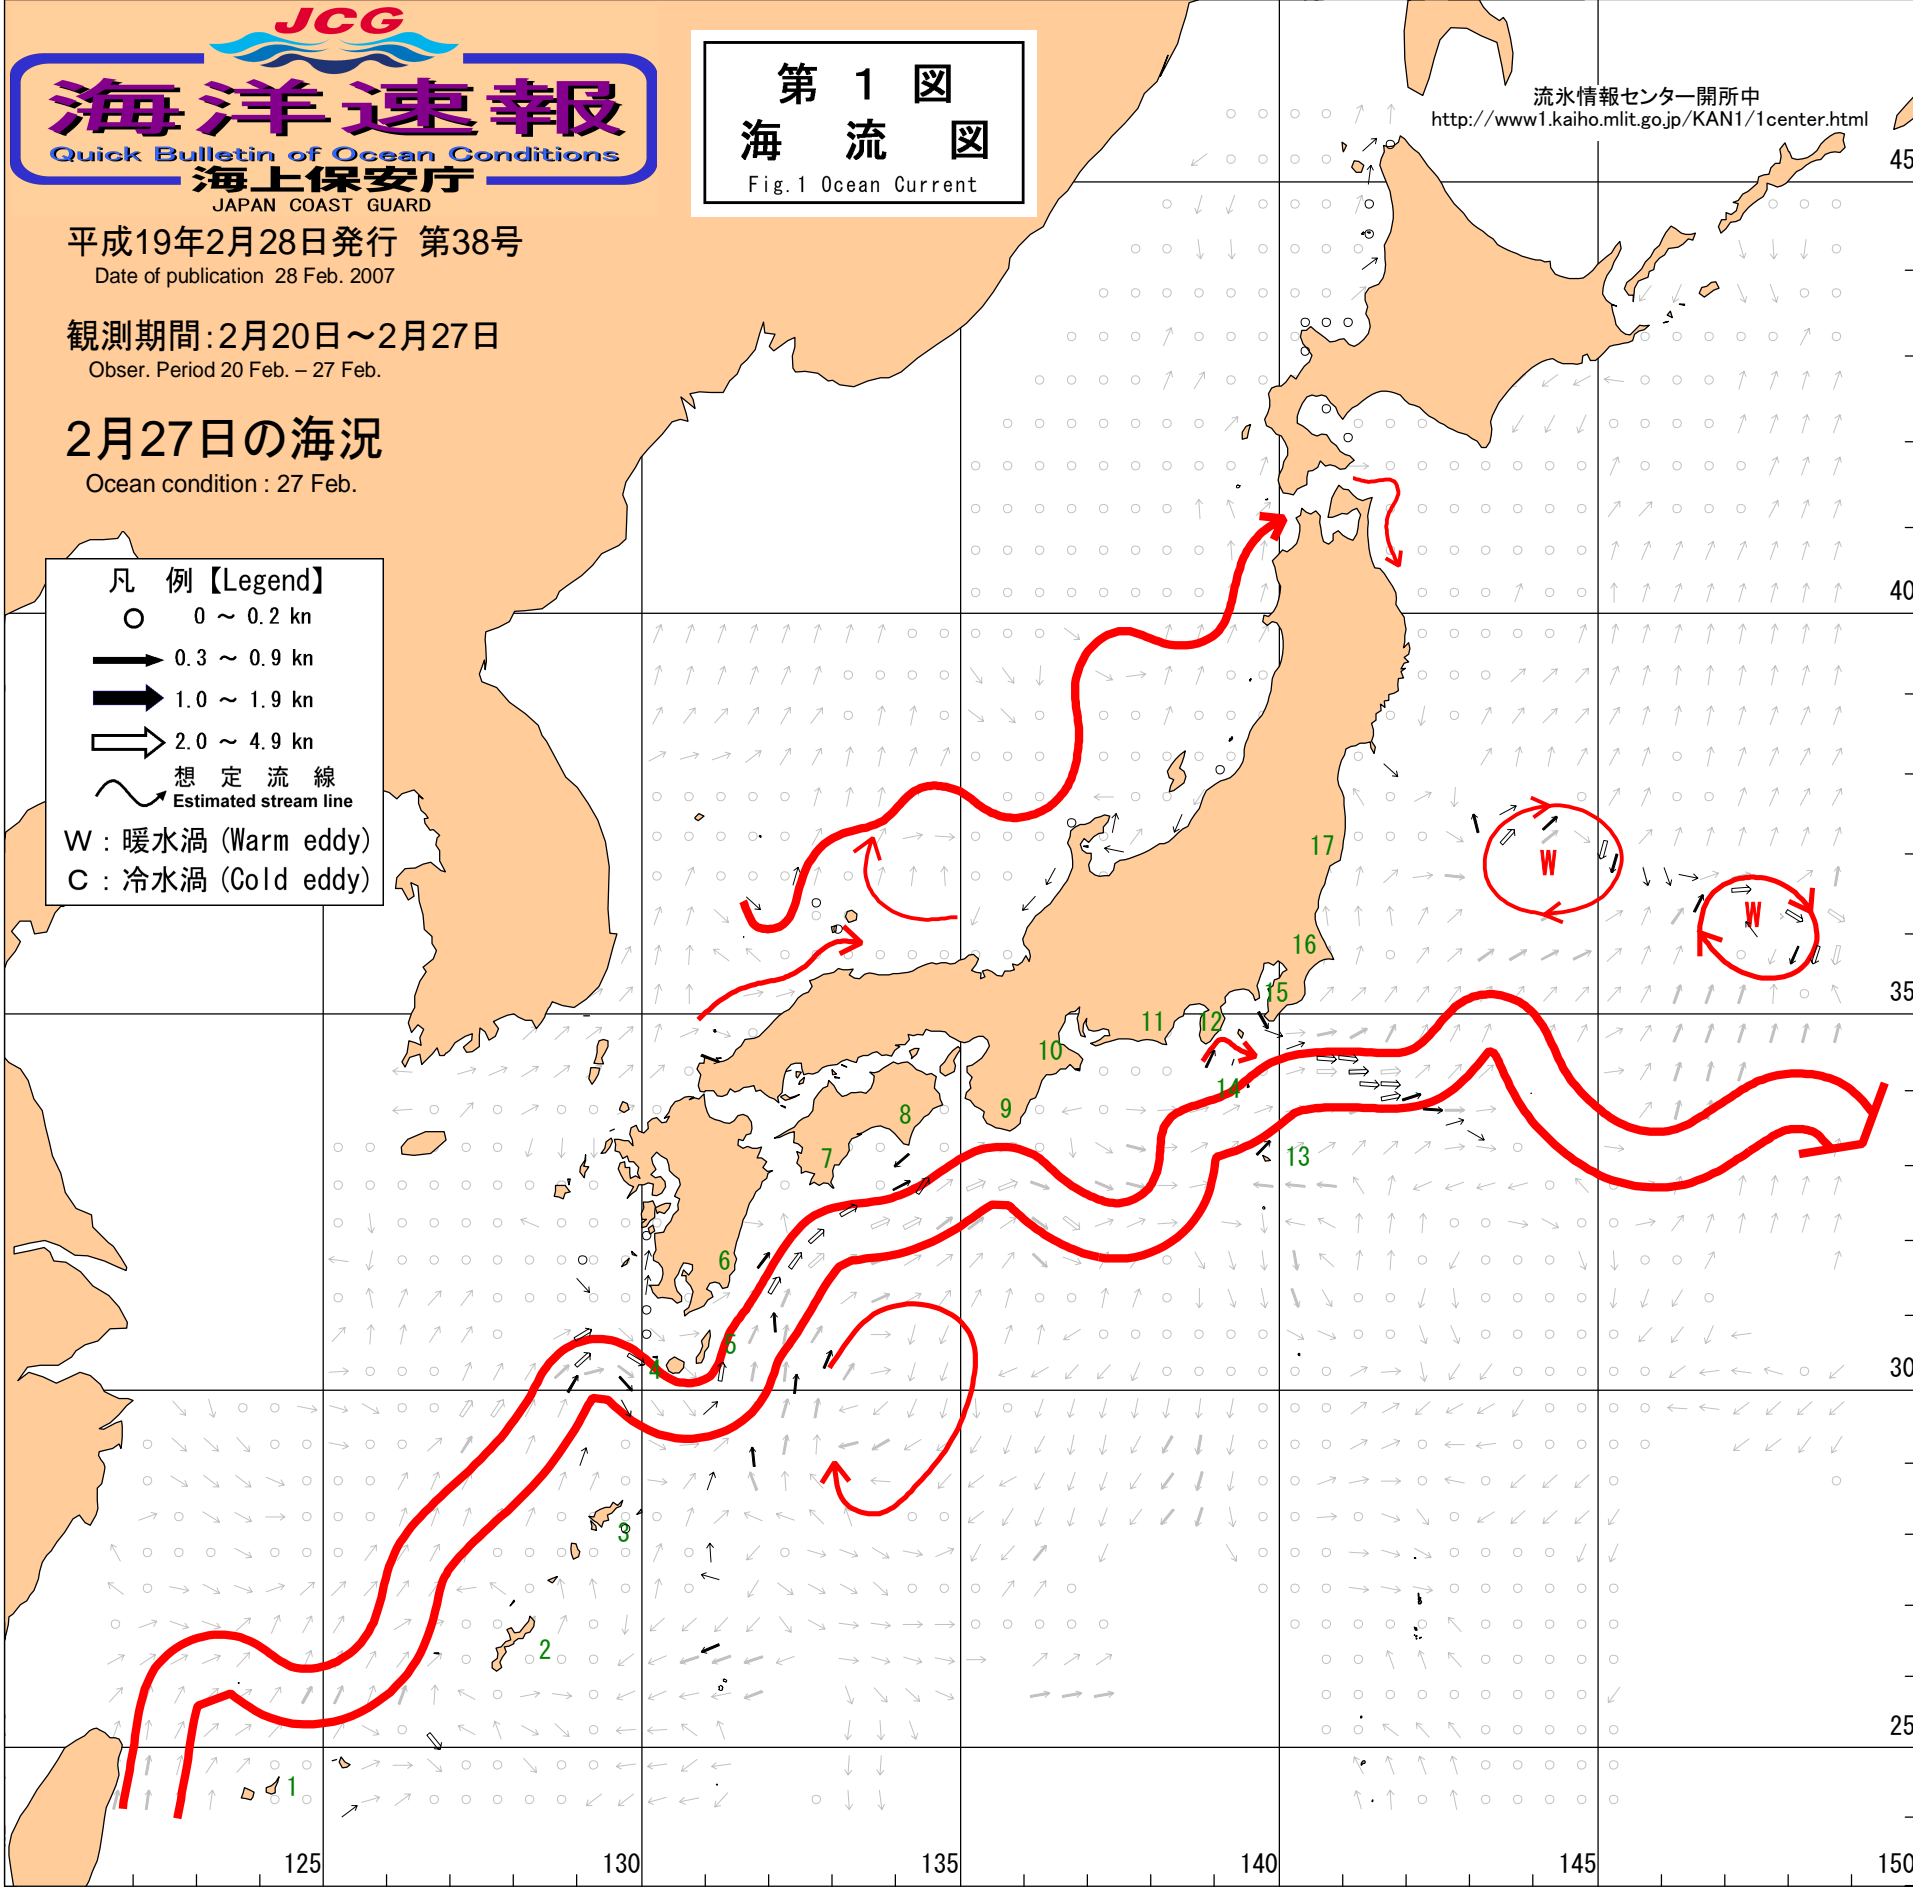 JCG
海洋速報
Quick Bulletin of Ocean Conditions
海上保安庁
JAPAN COAST GUARD
平成19年2月28日発行 第38号
Date of publication 28 Feb. 2007
観測期間:2月20日～2月27日
Obser. Period 20 Feb. – 27 Feb.
2月27日の海況
Ocean condition : 27 Feb.
第 1 図
海 流 図
Fig.1 Ocean Current
流氷情報センター開所中
http://www1.kaiho.mlit.go.jp/KAN1/1center.html
凡 例【Legend】
0 ～ 0.2 kn
0.3 ～ 0.9 kn
1.0 ～ 1.9 kn
2.0 ～ 4.9 kn
想 定 流 線
Estimated stream line
W : 暖水渦 (Warm eddy)
C : 冷水渦 (Cold eddy)
45
40
35
30
25
W
W
17
16
15
12
11
10
14
9
8
7
13
6
5
4
3
2
1
125
130
135
140
145
150